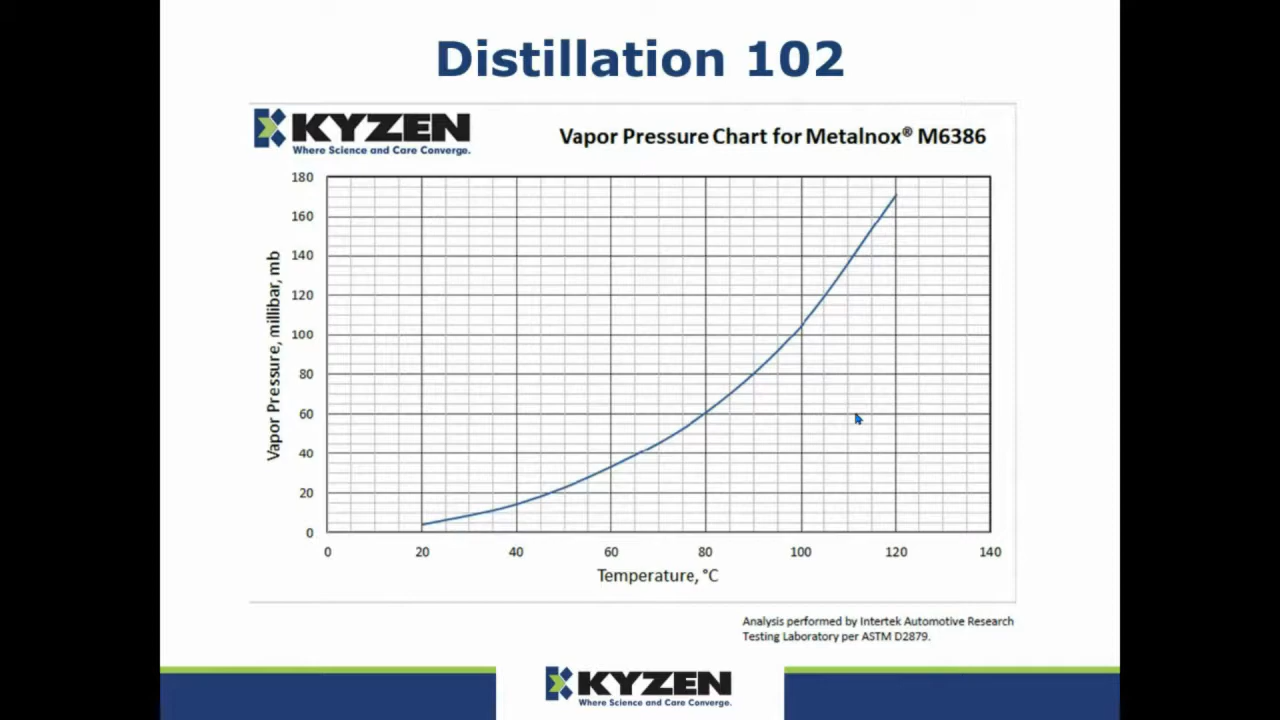 Distillation 102
KYZEN
Where Science and Care Converge.
Vapor Pressure Chart for Metalnox® M6386
Vapor Pressure, millibar, mb
180
160
140
120
100
80
60
40
20
0
0 20 40 60 80 100 120 140
Temperature, °C
Analysis performed by Intertek Automotive Research
Testing Laboratory per ASTM D2879.
KYZEN
Where Science and Care Converge.